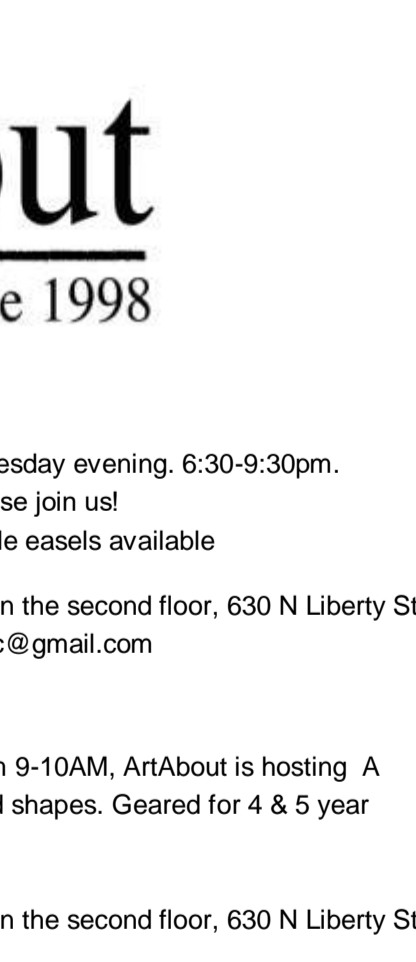 out
e 1998
esday evening. 6:30-9:30pm.
se join us!
le easels available
n the second floor, 630 N Liberty St
c@gmail.com
n 9-10AM, ArtAbout is hosting  A
d shapes. Geared for 4 & 5 year
n the second floor, 630 N Liberty St